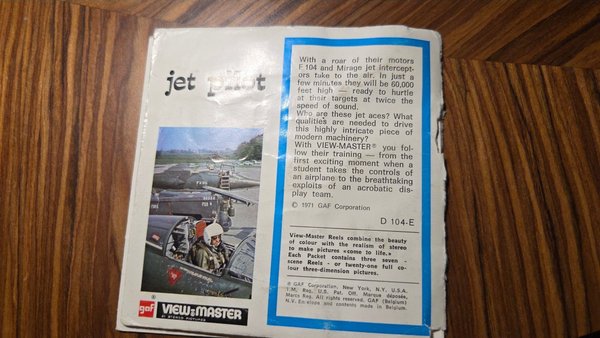 jet pilot
With a roar of their motors
F 104 and Mirage jet intercept-
ors take to the air. In just a
few minutes they will be 60,000
feet high — ready to hurtle
at their targets at twice the
speed of sound.
Who are these jet aces? What
qualities are needed to drive
this highly intricate piece of
modern machinery?
With VIEW-MASTER® you fol-
low their training — from the
first exciting moment when a
student takes the controls of
an airplane to the breathtaking
exploits of an acrobatic dis-
play team.
© 1971 GAF Corporation
D 104-E
View-Master Reels combine the beauty
of colour with the realism of stereo
to make pictures «come to life.»
Each Packet contains three seven -
scene Reels - or twenty-one full co-
lour three-dimension pictures.
® GAF Corporation, New York, N.Y. U.S.A.
T.M. Reg. U.S. Pat. Off. Marque déposée,
Marca Reg. All rights reserved. GAF (Belgium)
N.V. Envelope and contents made in Belgium.
gaf VIEW-MASTER
21 STEREO PICTURES